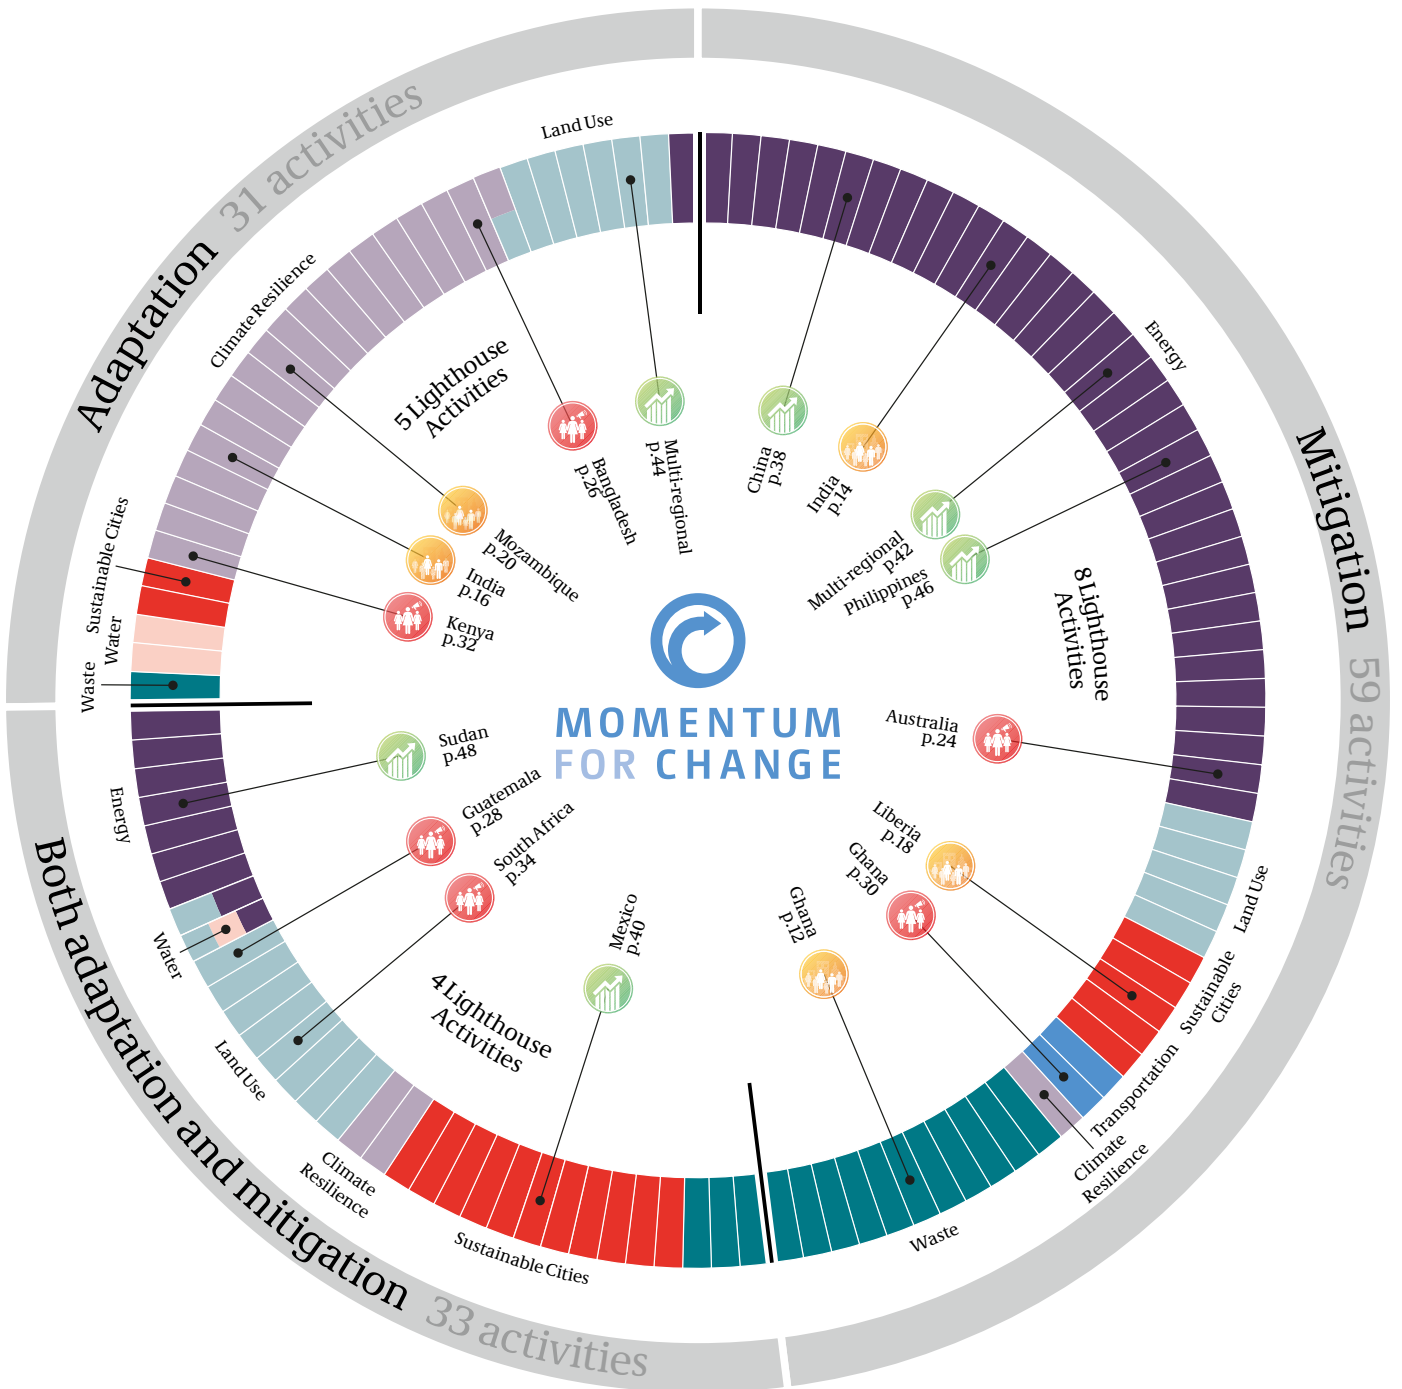 Adaptation 31 activities
Land Use
Climate Resilience
Sustainable Cities
Water
Waste
5 Lighthouse
Activities
Multi-regional
p.44
Bangladesh
p.26
Mozambique
p.20
India
p.16
Kenya
p.32
Mitigation 59 activities
Energy
Land Use
Sustainable
Cities
Transportation
Climate
Resilience
Waste
8 Lighthouse
Activities
China
p.38
India
p.14
Multi-regional
p.42
Philippines
p.46
Australia
p.24
Liberia
p.18
Ghana
p.30
Ghana
p.12
MOMENTUM
FOR CHANGE
Both adaptation and mitigation 33 activities
Energy
Water
Land Use
Climate
Resilience
Sustainable Cities
4 Lighthouse
Activities
Sudan
p.48
Guatemala
p.28
South Africa
p.34
Mexico
p.40